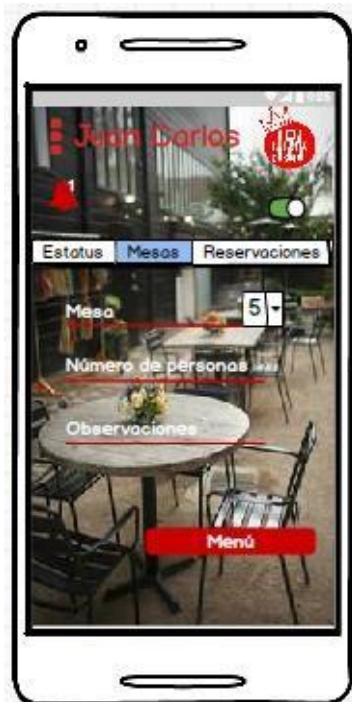 Juan Carlos
1
Estatus Mesas Reservaciones
Mesa 5
Número de personas
Observaciones
Menú